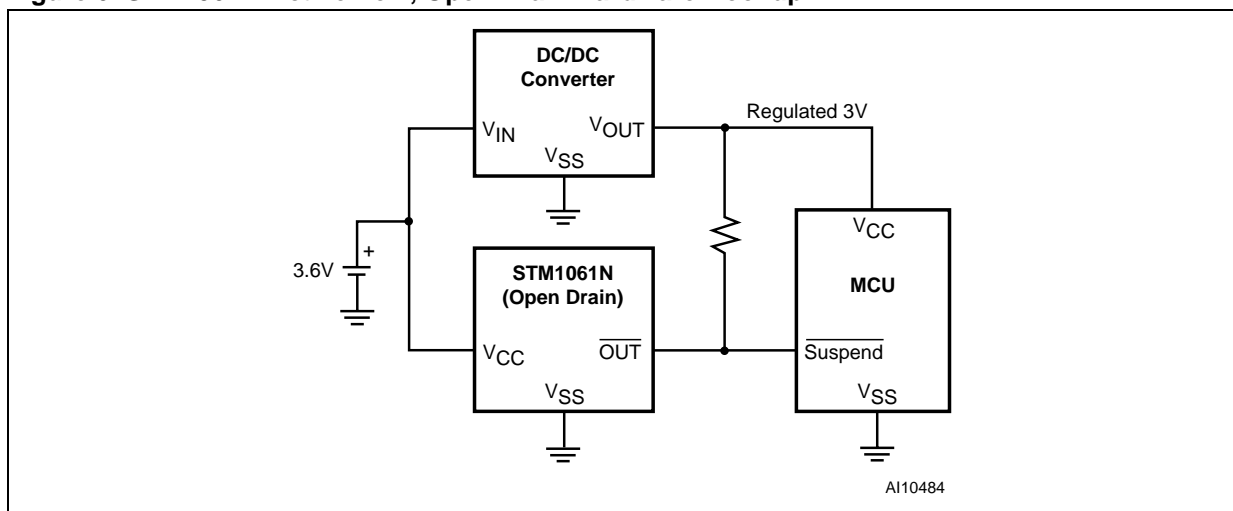 DC/DC
Converter
Regulated 3V
VIN
VOUT
VSS
VCC
+
3.6V
STM1061N
(Open Drain)
MCU
VCC
OUT
Suspend
VSS
VSS
AI10484